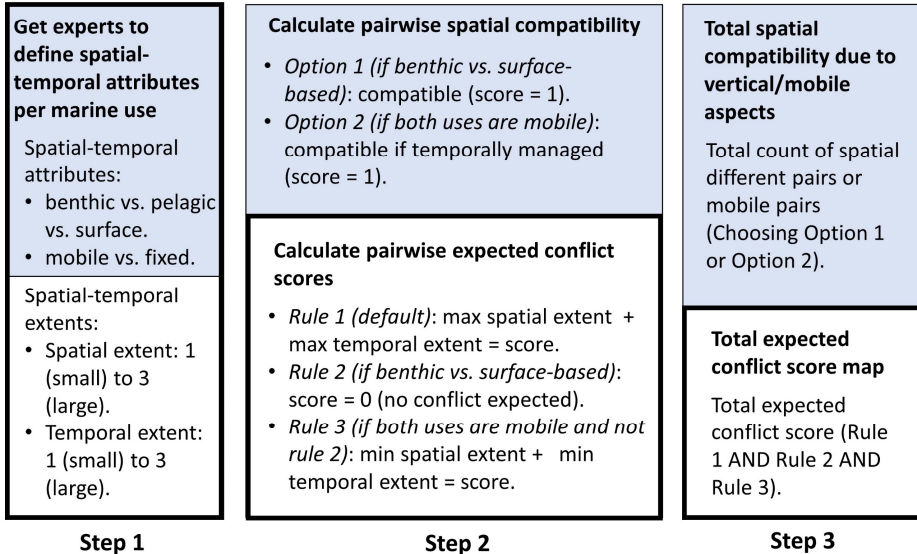 Get experts to
define spatial-
temporal attributes
per marine use
Spatial-temporal
attributes:
• benthic vs. pelagic
vs. surface.
• mobile vs. fixed.
Spatial-temporal
extents:
• Spatial extent: 1
(small) to 3
(large).
• Temporal extent:
1 (small) to 3
(large).
Step 1
Calculate pairwise spatial compatibility
• Option 1 (if benthic vs. surface-
based): compatible (score = 1).
• Option 2 (if both uses are mobile):
compatible if temporally managed
(score = 1).
Calculate pairwise expected conflict
scores
• Rule 1 (default): max spatial extent +
max temporal extent = score.
• Rule 2 (if benthic vs. surface-based):
score = 0 (no conflict expected).
• Rule 3 (if both uses are mobile and not
rule 2): min spatial extent + min
temporal extent = score.
Step 2
Total spatial
compatibility due to
vertical/mobile
aspects
Total count of spatial
different pairs or
mobile pairs
(Choosing Option 1
or Option 2).
Total expected
conflict score map
Total expected
conflict score (Rule
1 AND Rule 2 AND
Rule 3).
Step 3